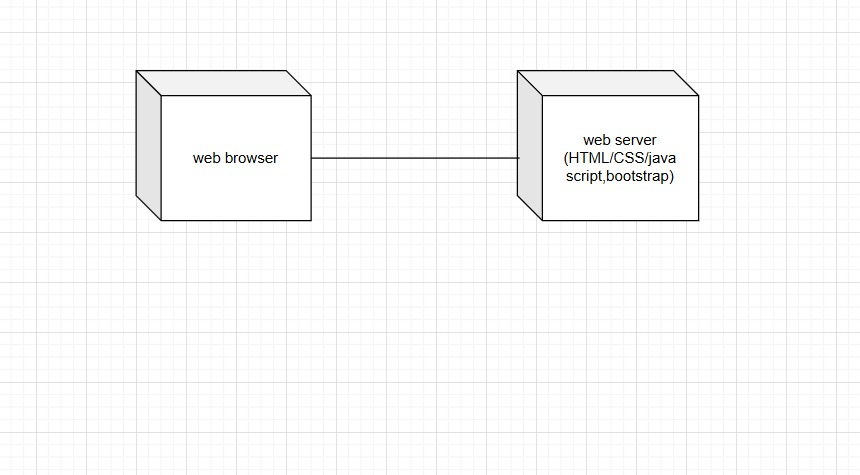 web browser
web server
(HTML/CSS/java
script,bootstrap)